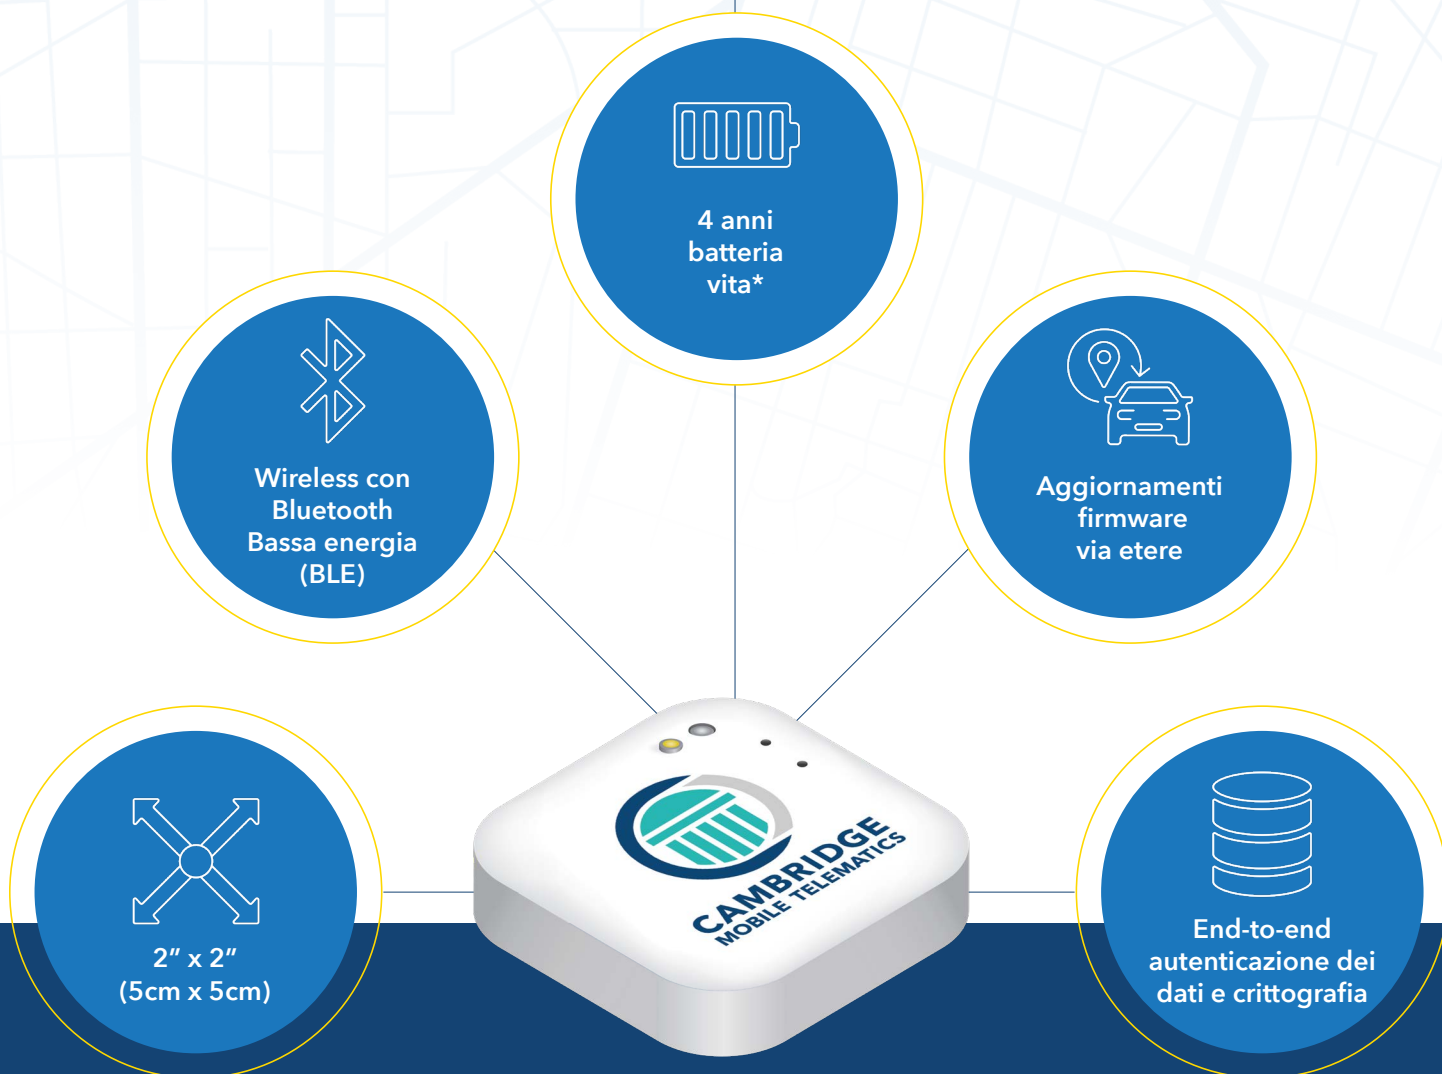 4 anni
batteria
vita*
Wireless con
Bluetooth
Bassa energia
(BLE)
Aggiornamenti
firmware
via etere
2” x 2”
(5cm x 5cm)
CAMBRIDGE
MOBILE TELEMATICS
End-to-end
autenticazione dei
dati e crittografia